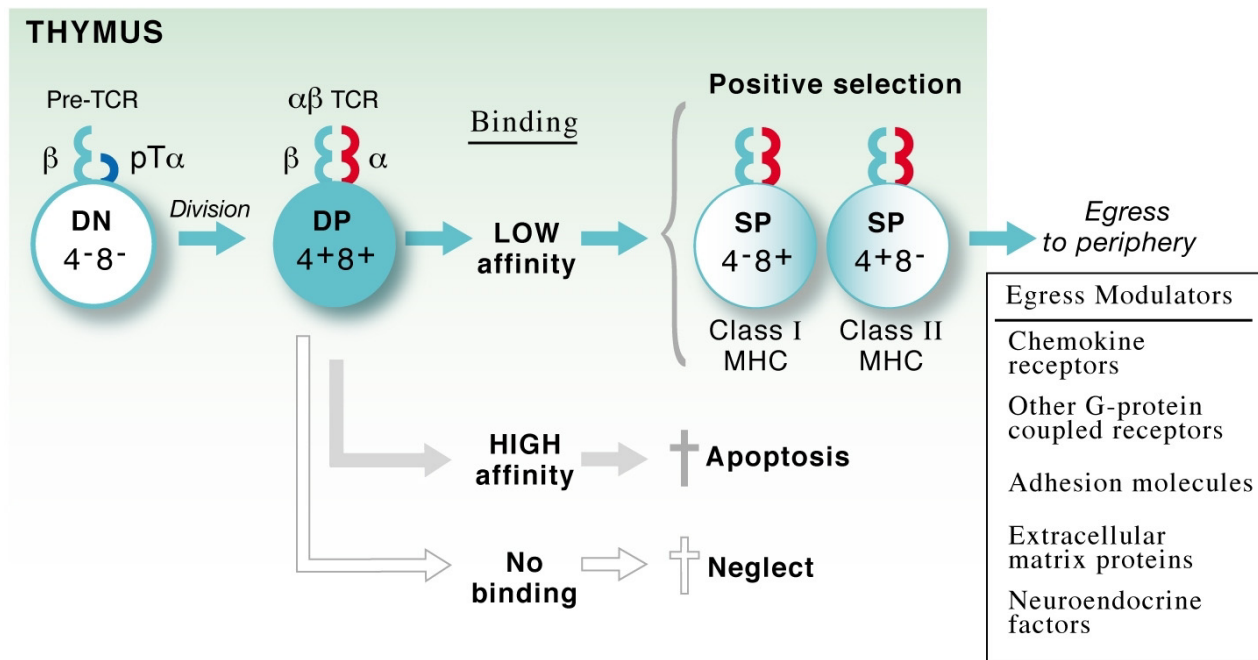 THYMUS
Pre-TCR
β
pTα
DN
4-8-
Division
αβ TCR
β
α
DP
4+8+
Binding
LOW
affinity
Positive selection
SP
4-8+
Class I
MHC
SP
4+8-
Class II
MHC
Egress
to periphery
HIGH
affinity
Apoptosis
No
binding
Neglect
Egress Modulators
Chemokine
receptors
Other G-protein
coupled receptors
Adhesion molecules
Extracellular
matrix proteins
Neuroendocrine
factors